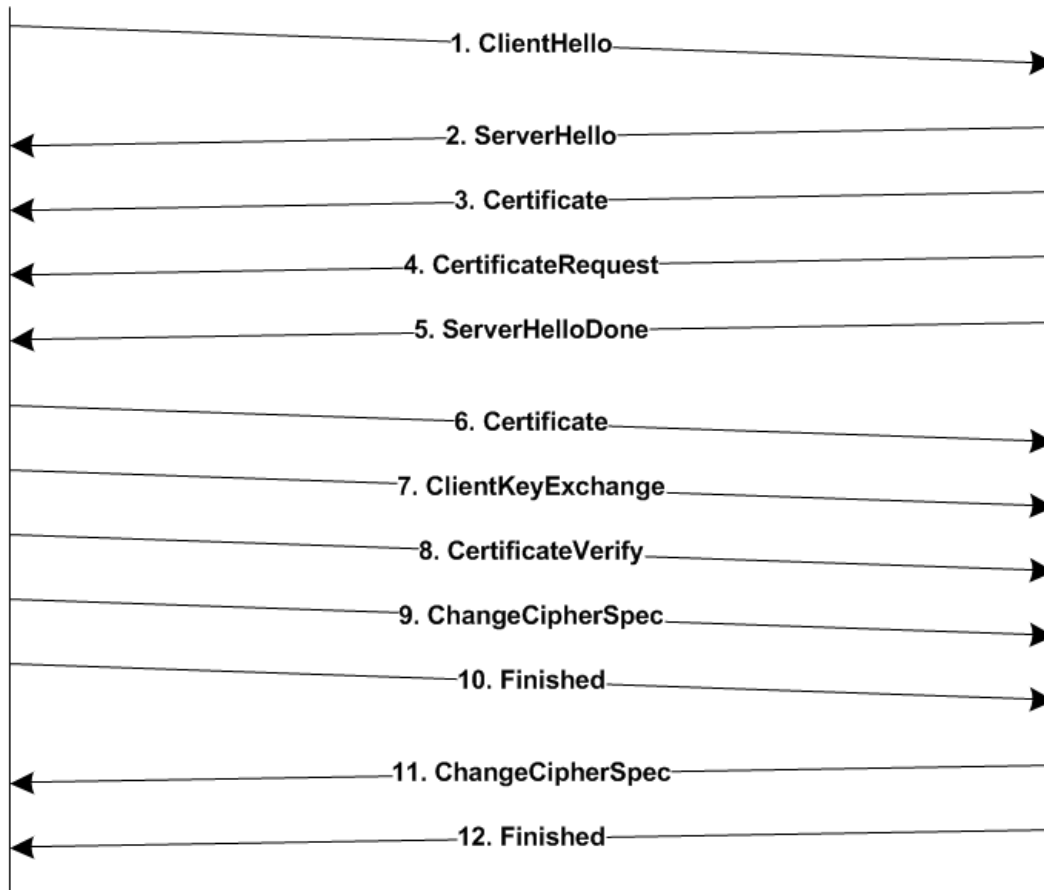 1. ClientHello
2. ServerHello
3. Certificate
4. CertificateRequest
5. ServerHelloDone
6. Certificate
7. ClientKeyExchange
8. CertificateVerify
9. ChangeCipherSpec
10. Finished
11. ChangeCipherSpec
12. Finished